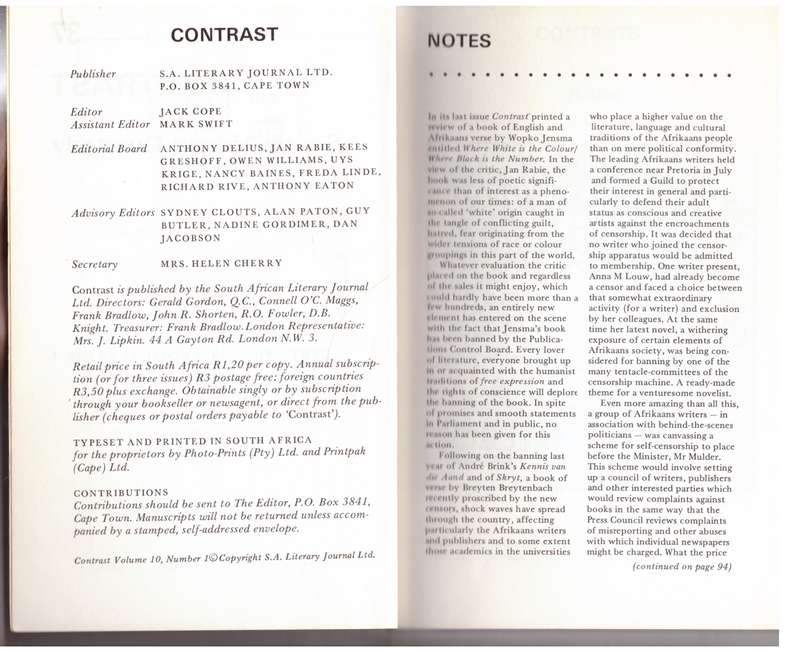 CONTRAST
Publisher S.A. LITERARY JOURNAL LTD.
P.O. BOX 3841, CAPE TOWN
Editor JACK COPE
Assistant Editor MARK SWIFT
Editorial Board ANTHONY DELIUS, JAN RABIE, KEES
GRESHOFF, OWEN WILLIAMS, UYS
KRIGE, NANCY BAINES, FREDA LINDE,
RICHARD RIVE, ANTHONY EATON
Advisory Editors SYDNEY CLOUTS, ALAN PATON, GUY
BUTLER, NADINE GORDIMER, DAN
JACOBSON
Secretary MRS. HELEN CHERRY
Contrast is published by the South African Literary Journal
Ltd. Directors: Gerald Gordon, Q.C., Connell O'C. Maggs,
Frank Bradlow, John R. Shorten, R.O. Fowler, D.B.
Knight. Treasurer: Frank Bradlow. London Representative:
Mrs. J. Lipkin. 44 A Gayton Rd. London N.W. 3.
Retail price in South Africa R1,20 per copy. Annual subscrip-
tion (or for three issues) R3 postage free: foreign countries
R3,50 plus exchange. Obtainable singly or by subscription
through your bookseller or newsagent, or direct from the pub-
lisher (cheques or postal orders payable to 'Contrast').
TYPESET AND PRINTED IN SOUTH AFRICA
for the proprietors by Photo-Prints (Pty) Ltd. and Printpak
(Cape) Ltd.
CONTRIBUTIONS
Contributions should be sent to The Editor, P.O. Box 3841,
Cape Town. Manuscripts will not be returned unless accom-
panied by a stamped, self-addressed envelope.
Contrast Volume 10, Number 1©Copyright S.A. Literary Journal Ltd.
NOTES
In its last issue Contrast printed a
review of a book of English and
Afrikaans verse by Wopko Jensma
entitled Where White is the Colour/
Where Black is the Number. In the
view of the critic, Jan Rabie, the
book was less of poetic signifi-
cance than of interest as a pheno-
menon of our times: of a man of
so-called 'white' origin caught in
the tangle of conflicting guilt,
hatred, fear originating from the
wider tensions of race or colour
groupings in this part of the world.
Whatever evaluation the critic
placed on the book and regardless
of the sales it might enjoy, which
could hardly have been more than a
few hundreds, an entirely new
element has entered on the scene
with the fact that Jensma's book
has been banned by the Publica-
tions Control Board. Every lover
of literature, everyone brought up
in or acquainted with the humanist
traditions of free expression and
the rights of conscience will deplore
the banning of the book. In spite
of promises and smooth statements
in Parliament and in public, no
reason has been given for this
action.
Following on the banning last
year of André Brink's Kennis van
die Aand and of Skryt, a book of
verse by Breyten Breytenbach
recently proscribed by the new
censors, shock waves have spread
through the country, affecting
particularly the Afrikaans writers
and publishers and to some extent
those academics in the universities
who place a higher value on the
literature, language and cultural
traditions of the Afrikaans people
than on mere political conformity.
The leading Afrikaans writers held
a conference near Pretoria in July
and formed a Guild to protect
their interest in general and parti-
cularly to defend their adult
status as conscious and creative
artists against the encroachments
of censorship. It was decided that
no writer who joined the censor-
ship apparatus would be admitted
to membership. One writer present,
Anna M Louw, had already become
a censor and faced a choice between
that somewhat extraordinary
activity (for a writer) and exclusion
by her colleagues. At the same
time her latest novel, a withering
exposure of certain elements of
Afrikaans society, was being con-
sidered for banning by one of the
many tentacle-committees of the
censorship machine. A ready-made
theme for a venturesome novelist.
Even more amazing than all this,
a group of Afrikaans writers — in
association with behind-the-scenes
politicians — was canvassing a
scheme for self-censorship to place
before the Minister, Mr Mulder.
This scheme would involve setting
up a council of writers, publishers
and other interested parties which
would review complaints against
books in the same way that the
Press Council reviews complaints
of misreporting and other abuses
with which individual newspapers
might be charged. What the price
(continued on page 94)